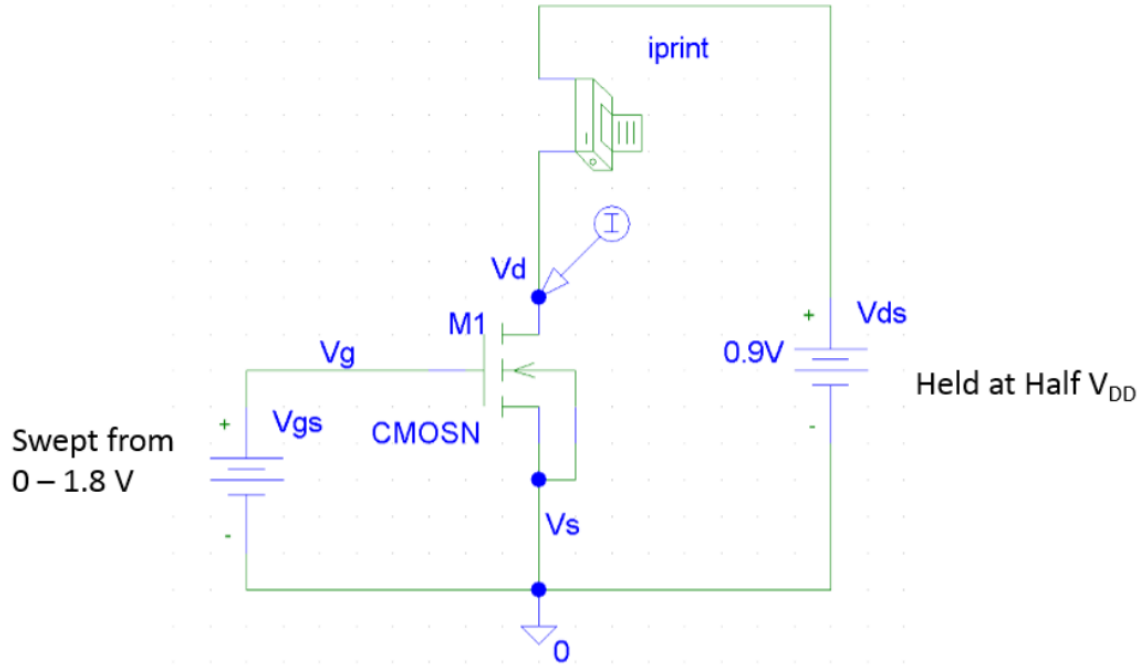 iprint
I
Vd
M1
Vg
+
Vds
0.9V
Held at Half V_DD
-
+
Vgs
CMOSN
Swept from
0 – 1.8 V
-
Vs
0